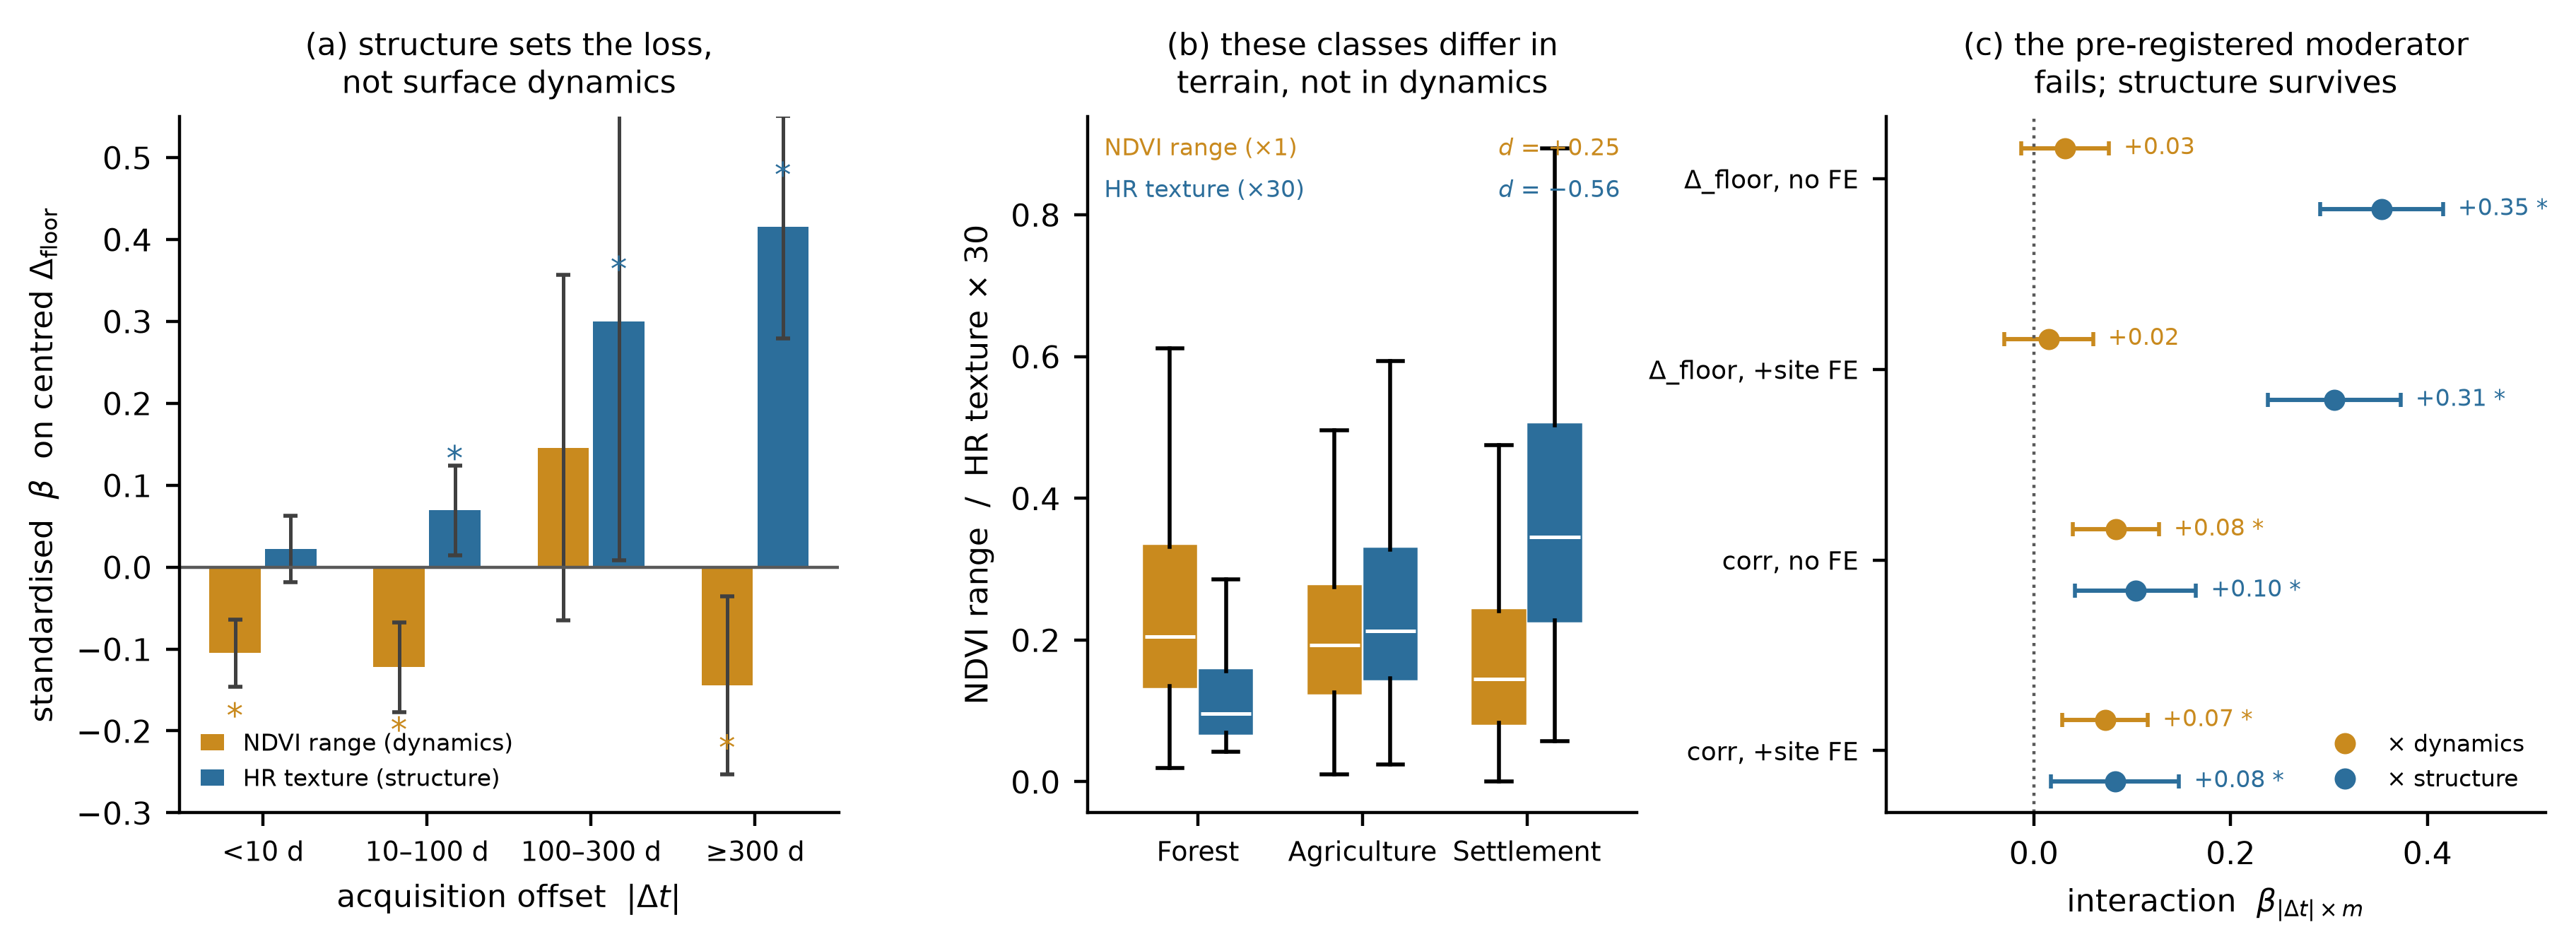 (a) structure sets the loss,
not surface dynamics
standardised β on centred Δfloor
0.5
0.4
0.3
0.2
0.1
0.0
−0.1
−0.2
−0.3
*
*
*
*
*
*
NDVI range (dynamics)
HR texture (structure)
<10 d
10–100 d
100–300 d
≥300 d
acquisition offset |Δt|
(b) these classes differ in
terrain, not in dynamics
NDVI range / HR texture × 30
NDVI range (×1) d = +0.25
HR texture (×30) d = −0.56
0.8
0.6
0.4
0.2
0.0
Forest
Agriculture
Settlement
(c) the pre-registered moderator
fails; structure survives
Δ_floor, no FE
+0.03
+0.35 *
Δ_floor, +site FE
+0.02
+0.31 *
corr, no FE
+0.08 *
+0.10 *
corr, +site FE
+0.07 *
+0.08 *
× dynamics
× structure
0.0
0.2
0.4
interaction β|Δt| × m